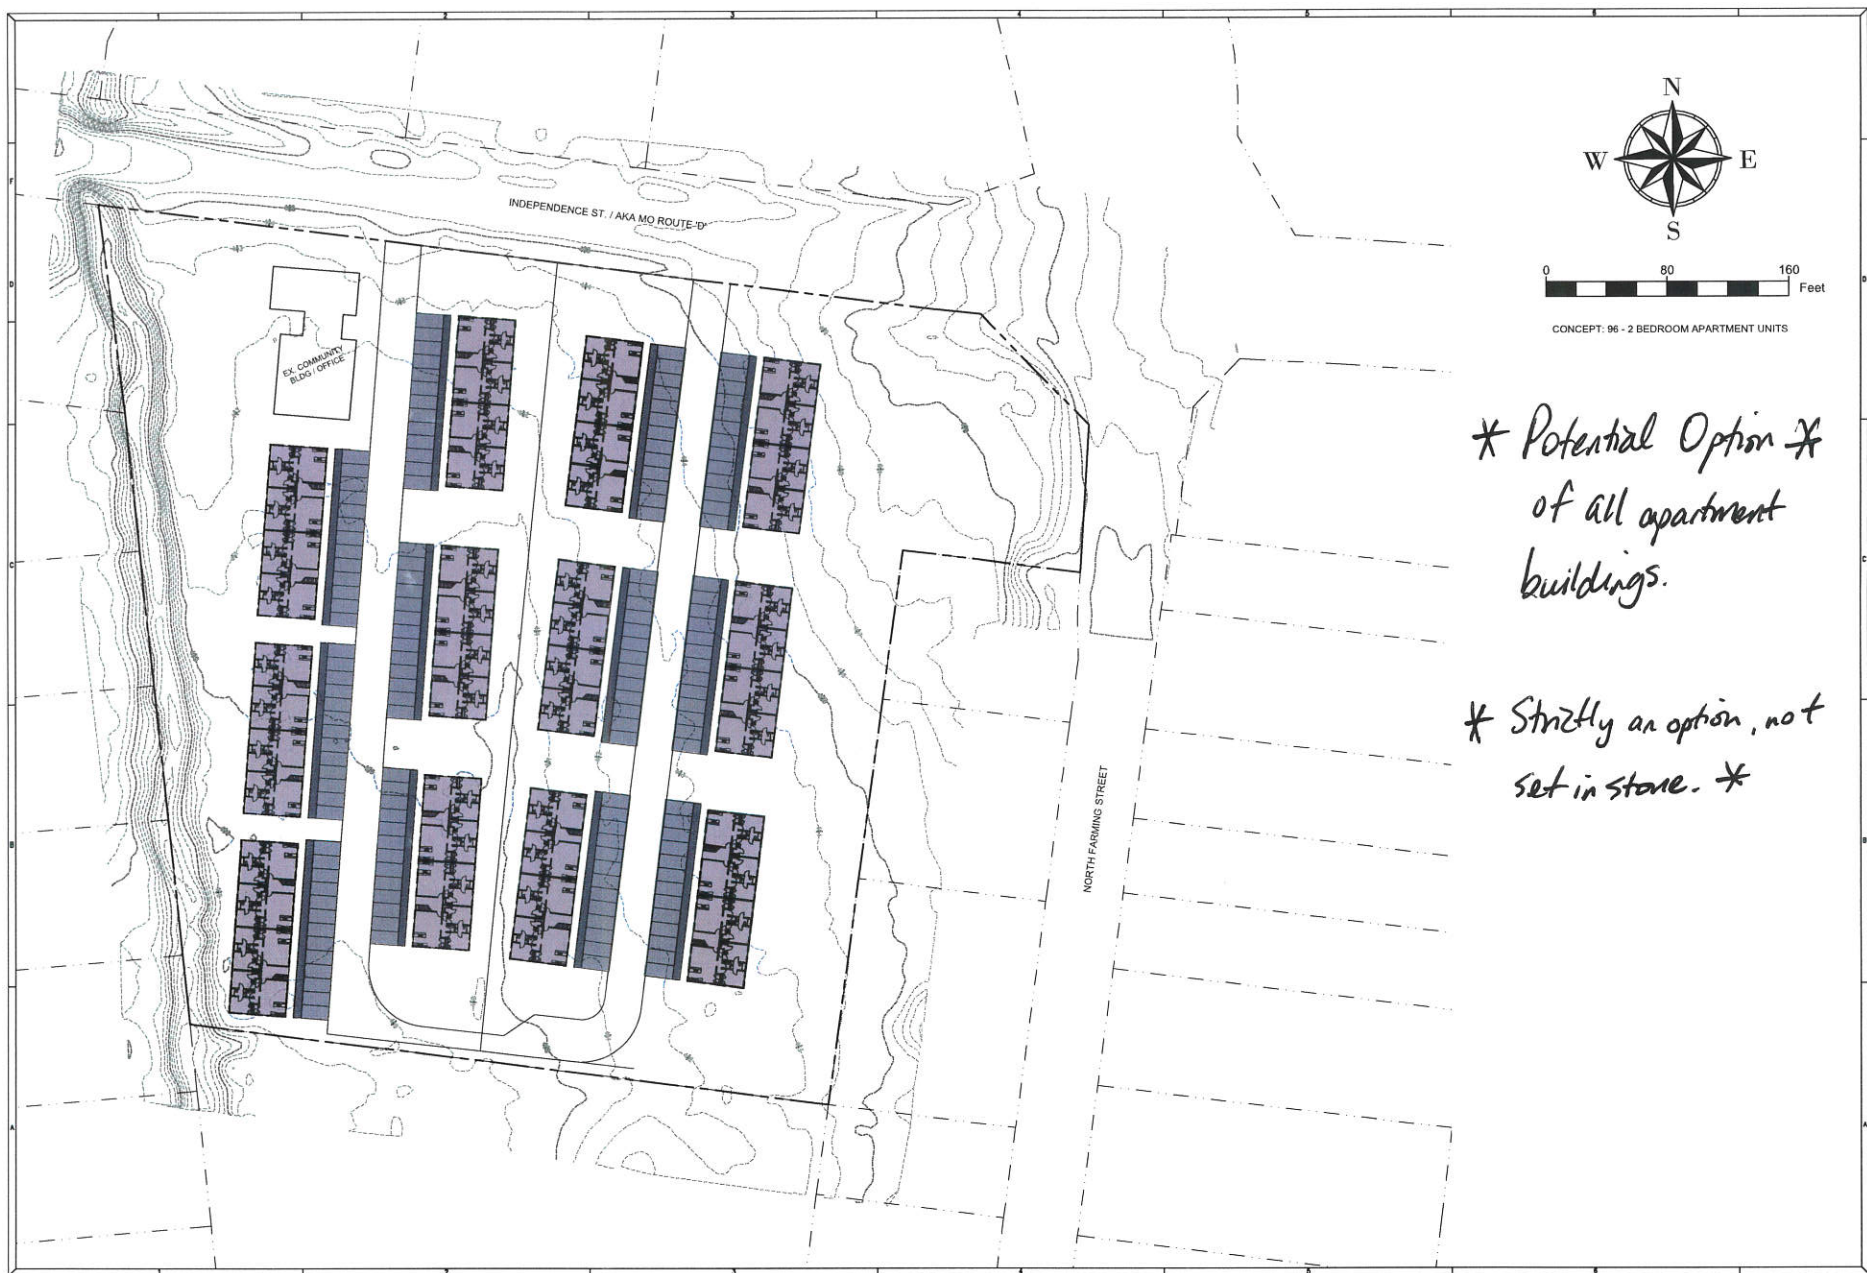 N
W E
S
0 80 160
Feet
CONCEPT: 96 - 2 BEDROOM APARTMENT UNITS
INDEPENDENCE ST. / AKA MO ROUTE 'D'
EX. COMMUNITY
BLDG / OFFICE
NORTH FARMING STREET
* Potential Option *
of all apartment
buildings.
* Strictly an option, not
set in stone. *